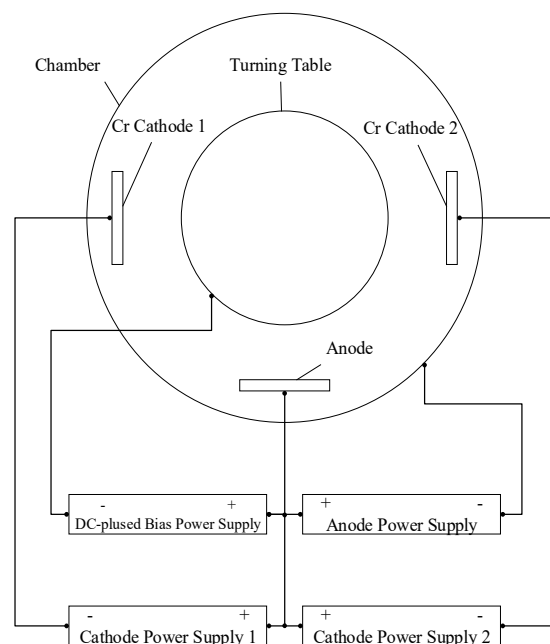 Chamber
Turning Table
Cr Cathode 1
Cr Cathode 2
Anode
- +
DC-plused Bias Power Supply
+ -
Anode Power Supply
- +
Cathode Power Supply 1
+ -
Cathode Power Supply 2